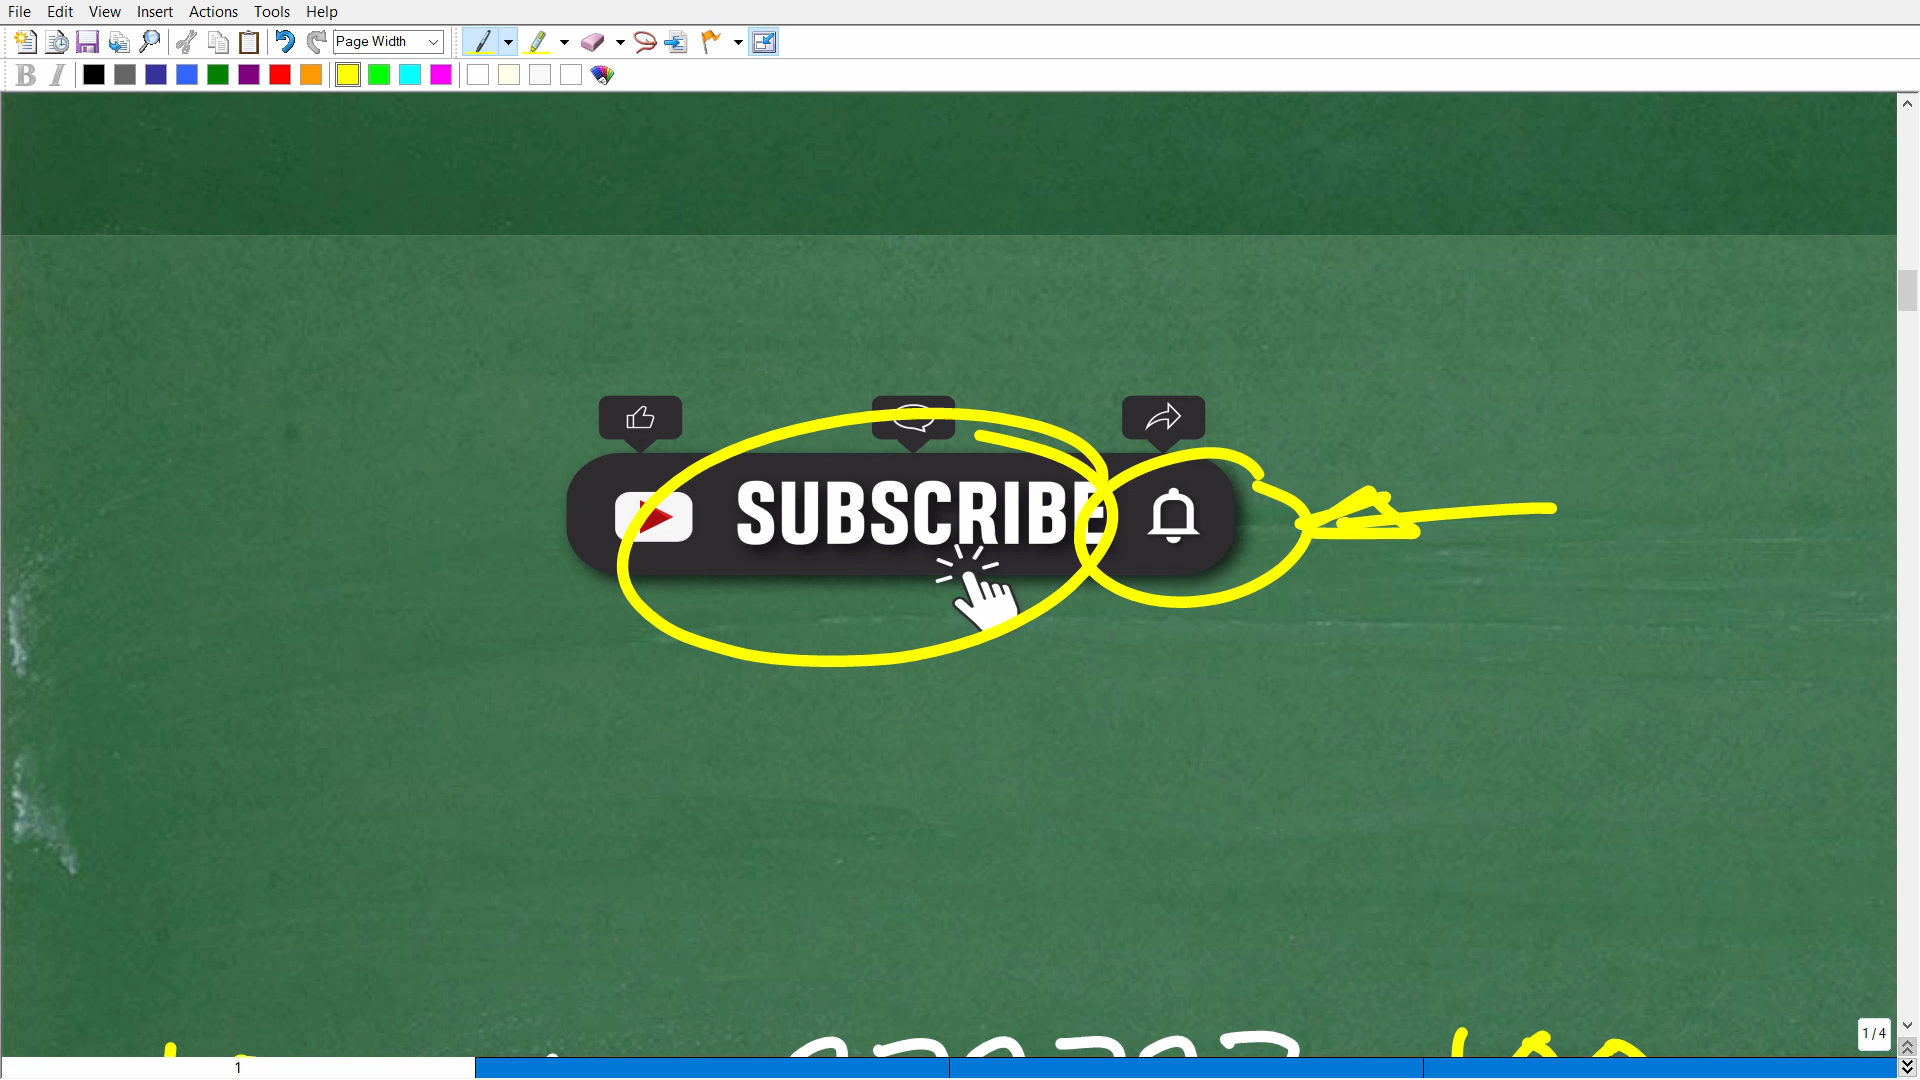 File Edit View Insert Actions Tools Help
Page Width
B I
SUBSCRIBE
1 / 4
1